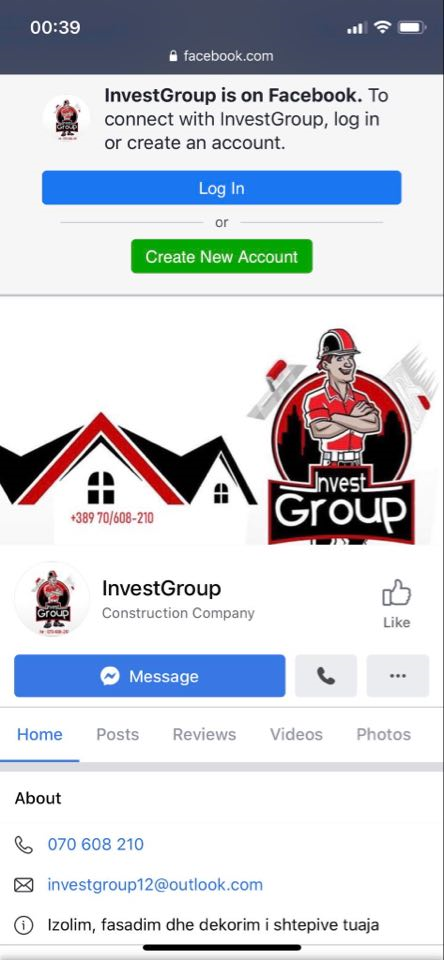 00:39
facebook.com
InvestGroup is on Facebook. To
connect with InvestGroup, log in
or create an account.
Log In
or
Create New Account
+389 70/608-210
Invest
Group
InvestGroup
Construction Company
Like
Message
Home Posts Reviews Videos Photos
About
070 608 210
investgroup12@outlook.com
Izolim, fasadim dhe dekorim i shtepive tuaja